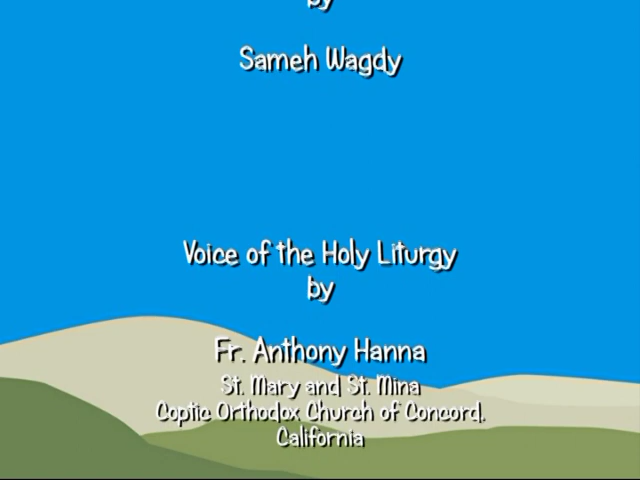 by
Sameh Wagdy
Voice of the Holy Liturgy
by
Fr. Anthony Hanna
St. Mary and St. Mina
Coptic Orthodox Church of Concord,
California